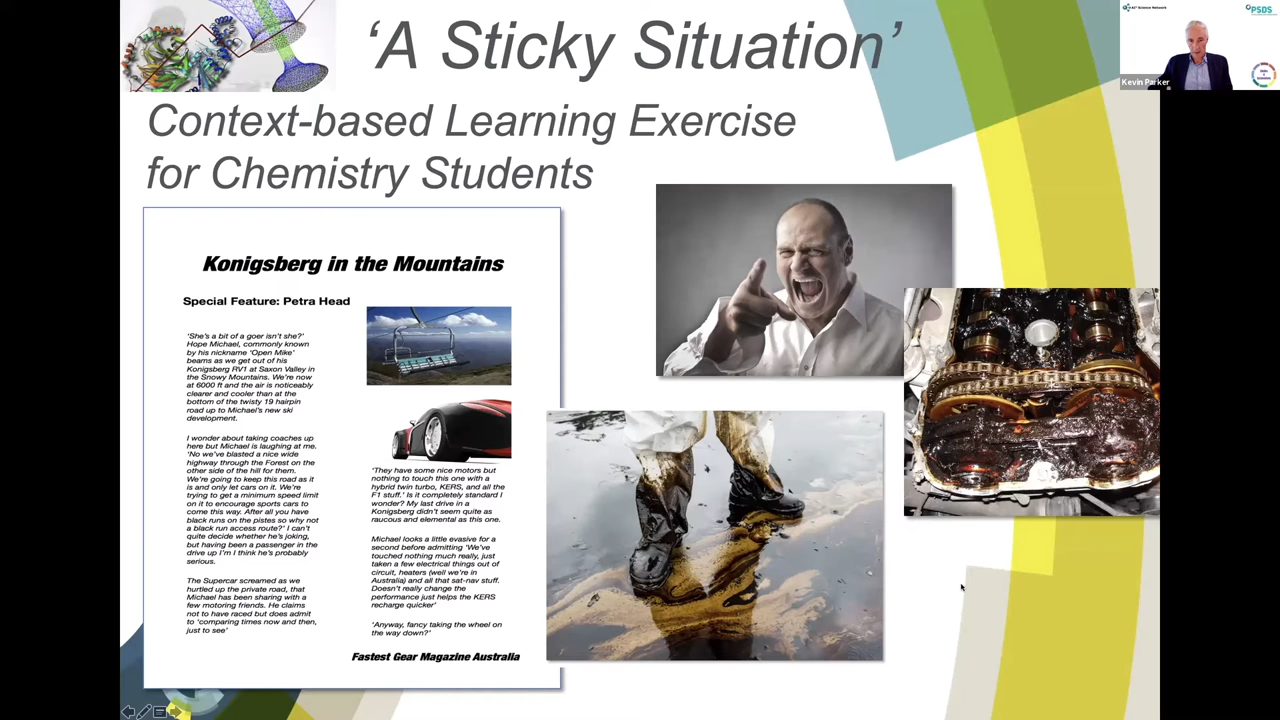 ‘A Sticky Situation’
Context-based Learning Exercise
for Chemistry Students
A3 Science Network
PSDS
Kevin Parker
Konigsberg in the Mountains
Special Feature: Petra Head
‘She’s a bit of a goer isn’t she?’
Hope Michael, commonly known
by his nickname ‘Open Mike’
beams as we get out of his
Konigsberg RV1 at Saxon Valley in
the Snowy Mountains. We’re now
at 6000 ft and the air is noticeably
clearer and cooler than at the
bottom of the twisty 19 hairpin
road up to Michael’s new ski
development.
I wonder about taking coaches up
here but Michael is laughing at me.
‘No we’ve blasted a nice wide
highway through the Forest on the
other side of the hill for them.
We’re going to keep this road as it
is and only let cars on it. We’re
trying to get a minimum speed limit
on it to encourage sports cars to
come this way. After all you have
black runs on the pistes so why not
a black run access route?’ I can’t
quite decide whether he’s joking,
but having been a passenger in the
drive up I’m I think he’s probably
serious.
The Supercar screamed as we
hurtled up the private road, that
Michael has been sharing with a
few motoring friends. He claims
not to have raced but does admit
to ‘comparing times now and then,
just to see’
‘They have some nice motors but
nothing to touch this one with a
hybrid twin turbo, KERS, and all the
F1 stuff.’ Is it completely standard I
wonder? My last drive in a
Konigsberg didn’t seem quite as
raucous and elemental as this one.
Michael looks a little evasive for a
second before admitting ‘We’ve
touched nothing much really, just
taken a few electrical things out of
circuit, heaters (well we’re in
Australia) and all that sat-nav stuff.
Doesn’t really change the
performance just helps the KERS
recharge quicker’
‘Anyway, fancy taking the wheel on
the way down?’
Fastest Gear Magazine Australia